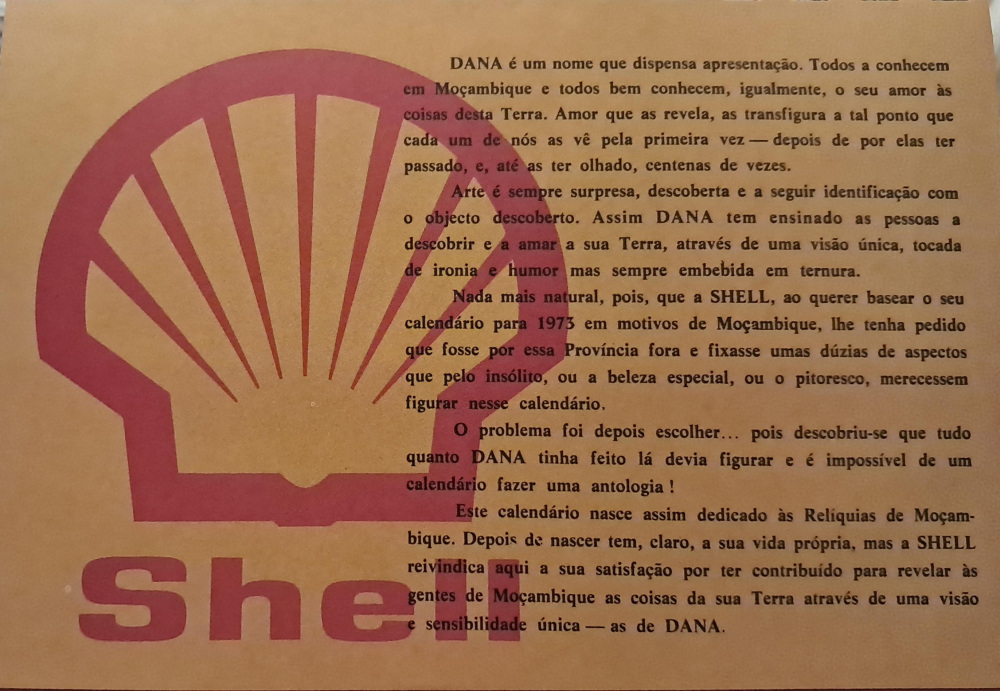 DANA é um nome que dispensa apresentação. Todos a conhecem
em Moçambique e todos bem conhecem, igualmente, o seu amor às
coisas desta Terra. Amor que as revela, as transfigura a tal ponto que
cada um de nós as vê pela primeira vez — depois de por elas ter
passado, e, até as ter olhado, centenas de vezes.
Arte é sempre surpresa, descoberta e a seguir identificação com
o objecto descoberto. Assim DANA tem ensinado as pessoas a
descobrir e a amar a sua Terra, através de uma visão única, tocada
de ironia e humor mas sempre embebida em ternura.
Nada mais natural, pois, que a SHELL, ao querer basear o seu
calendário para 1973 em motivos de Moçambique, lhe tenha pedido
que fosse por essa Província fora e fixasse umas dúzias de aspectos
que pelo insólito, ou a beleza especial, ou o pitoresco, merecessem
figurar nesse calendário.
O problema foi depois escolher... pois descobriu-se que tudo
quanto DANA tinha feito lá devia figurar e é impossível de um
calendário fazer uma antologia !
Este calendário nasce assim dedicado às Relíquias de Moçam-
bique. Depois de nascer tem, claro, a sua vida própria, mas a SHELL
reivindica aqui a sua satisfação por ter contribuído para revelar às
gentes de Moçambique as coisas da sua Terra através de uma visão
e sensibilidade única — as de DANA.
Shell